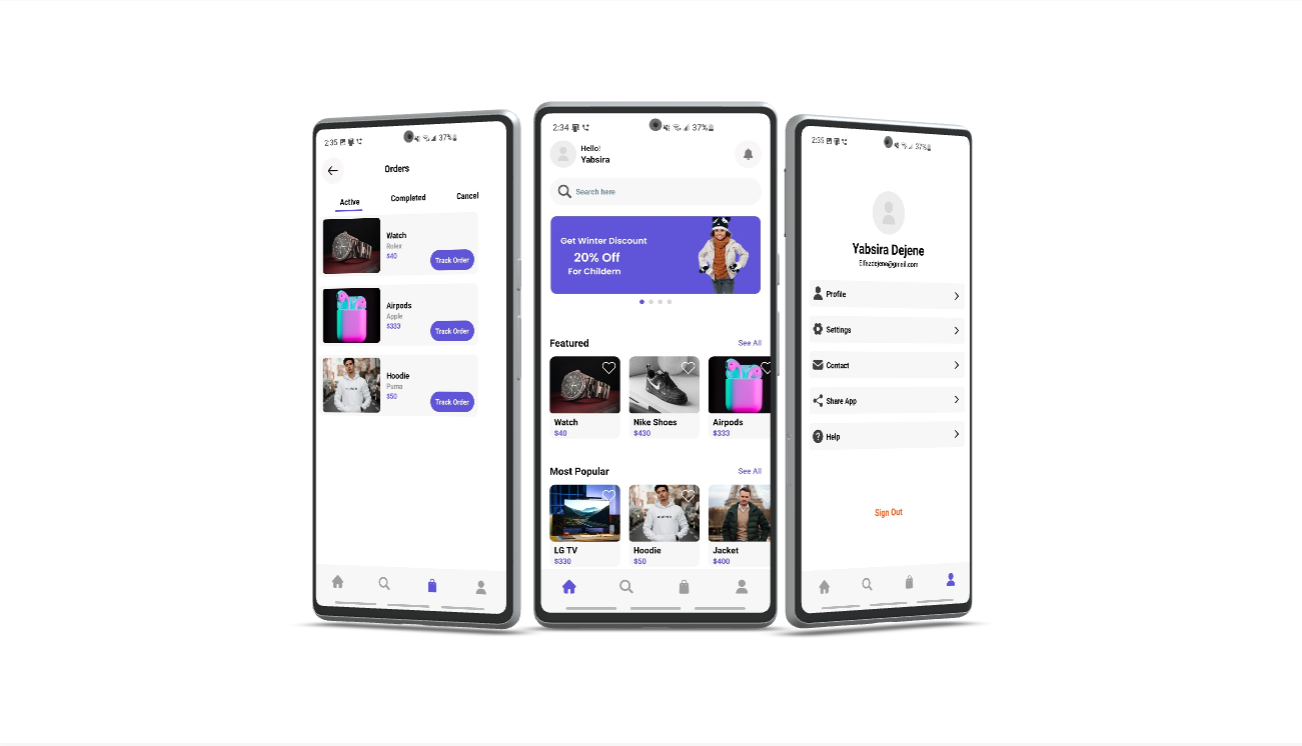 2:35
37%
Orders
Active
Completed
Cancel
Watch
Rolex
$40
Track Order
Airpods
Apple
$333
Track Order
Hoodie
Puma
$50
Track Order
2:34
37%
Hello!
Yabsira
Search here
Get Winter Discount
20% Off
For Childern
Featured
See All
Watch
$40
Nike Shoes
$430
Airpods
$333
Most Popular
See All
LG TV
$330
Hoodie
$50
Jacket
$400
2:35
37%
Yabsira Dejene
Profile
Settings
Contact
Share App
Help
Sign Out